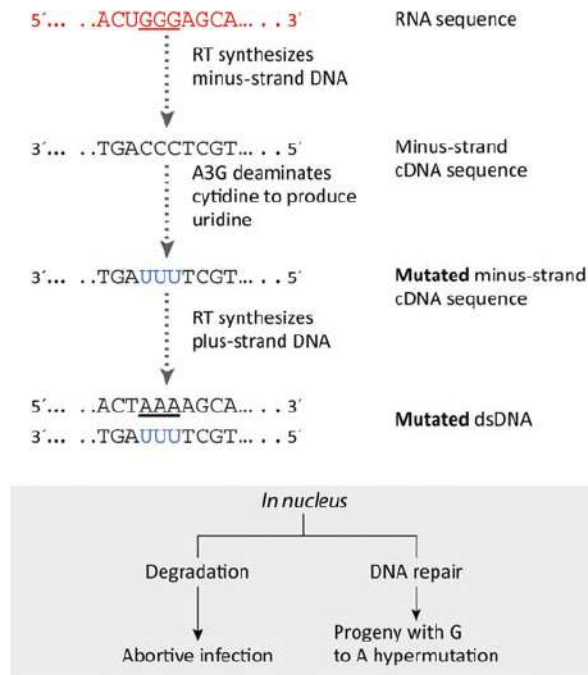 5´... ..ACUGGGAGCA... . . 3´ RNA sequence
RT synthesizes
minus-strand DNA
3´... ..TGACCCTCGT... . . 5´ Minus-strand
cDNA sequence
A3G deaminates
cytidine to produce
uridine
3´... ..TGAUUUTCGT... . . 5´ Mutated minus-strand
cDNA sequence
RT synthesizes
plus-strand DNA
5´... ..ACTAAAAGCA... . . 3´
Mutated dsDNA
3´... ..TGAUUUTCGT... . . 5´
In nucleus
Degradation DNA repair
Abortive infection Progeny with G
to A hypermutation